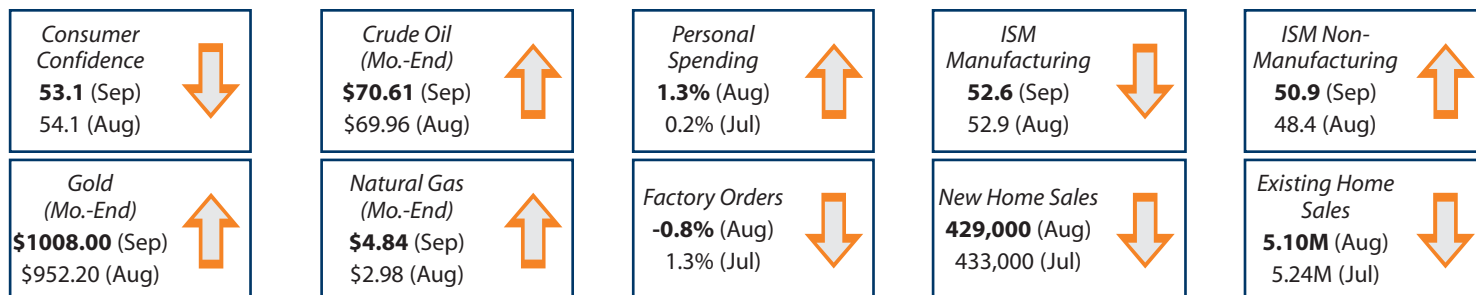 Consumer
Confidence
53.1 (Sep)
54.1 (Aug)
Crude Oil
(Mo.-End)
$70.61 (Sep)
$69.96 (Aug)
Personal
Spending
1.3% (Aug)
0.2% (Jul)
ISM
Manufacturing
52.6 (Sep)
52.9 (Aug)
ISM Non-
Manufacturing
50.9 (Sep)
48.4 (Aug)
Gold
(Mo.-End)
$1008.00 (Sep)
$952.20 (Aug)
Natural Gas
(Mo.-End)
$4.84 (Sep)
$2.98 (Aug)
Factory Orders
-0.8% (Aug)
1.3% (Jul)
New Home Sales
429,000 (Aug)
433,000 (Jul)
Existing Home
Sales
5.10M (Aug)
5.24M (Jul)